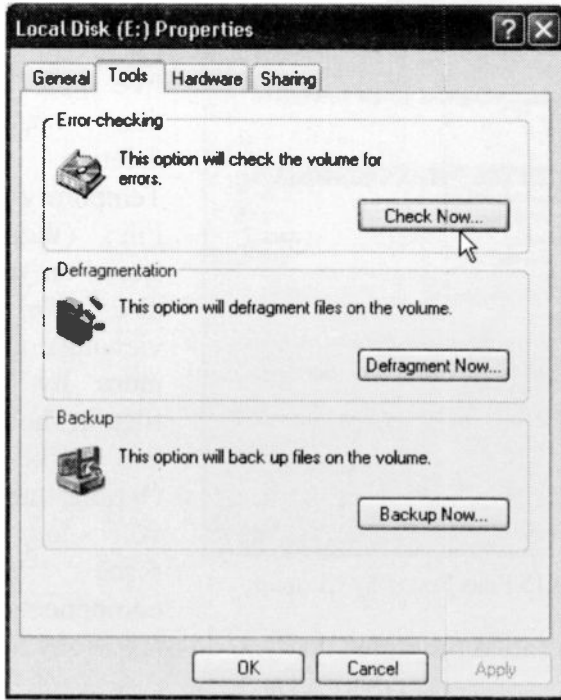 Local Disk (E:) Properties
General Tools Hardware Sharing
Error-checking
This option will check the volume for
errors.
Check Now...
Defragmentation
This option will defragment files on the volume.
Defragment Now...
Backup
This option will back up files on the volume.
Backup Now...
OK Cancel Apply